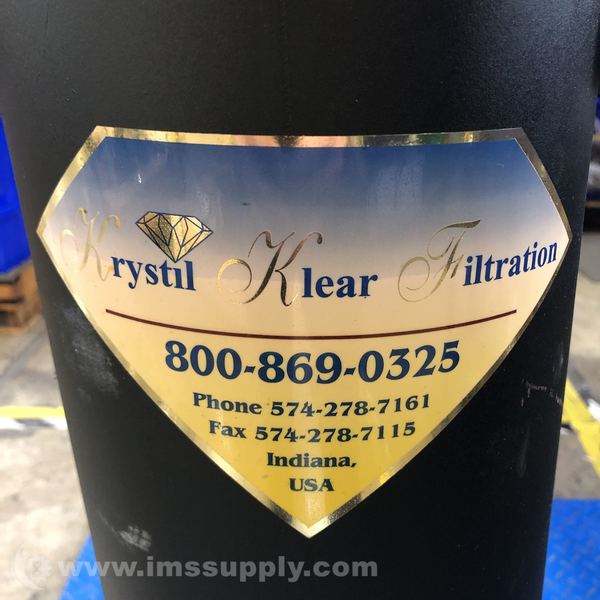 Krystil Klear Filtration
800-869-0325
Phone 574-278-7161
Fax 574-278-7115
Indiana,
USA
www.imssupply.com